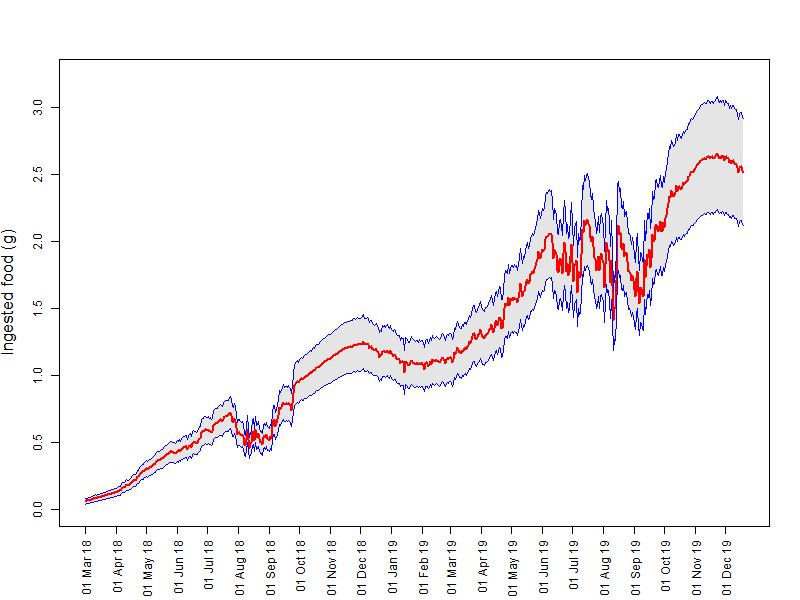 Ingested food (g)
3.0
2.5
2.0
1.5
1.0
0.5
0.0
01 Mar 18
01 Apr 18
01 May 18
01 Jun 18
01 Jul 18
01 Aug 18
01 Sep 18
01 Oct 18
01 Nov 18
01 Dec 18
01 Jan 19
01 Feb 19
01 Mar 19
01 Apr 19
01 May 19
01 Jun 19
01 Jul 19
01 Aug 19
01 Sep 19
01 Oct 19
01 Nov 19
01 Dec 19